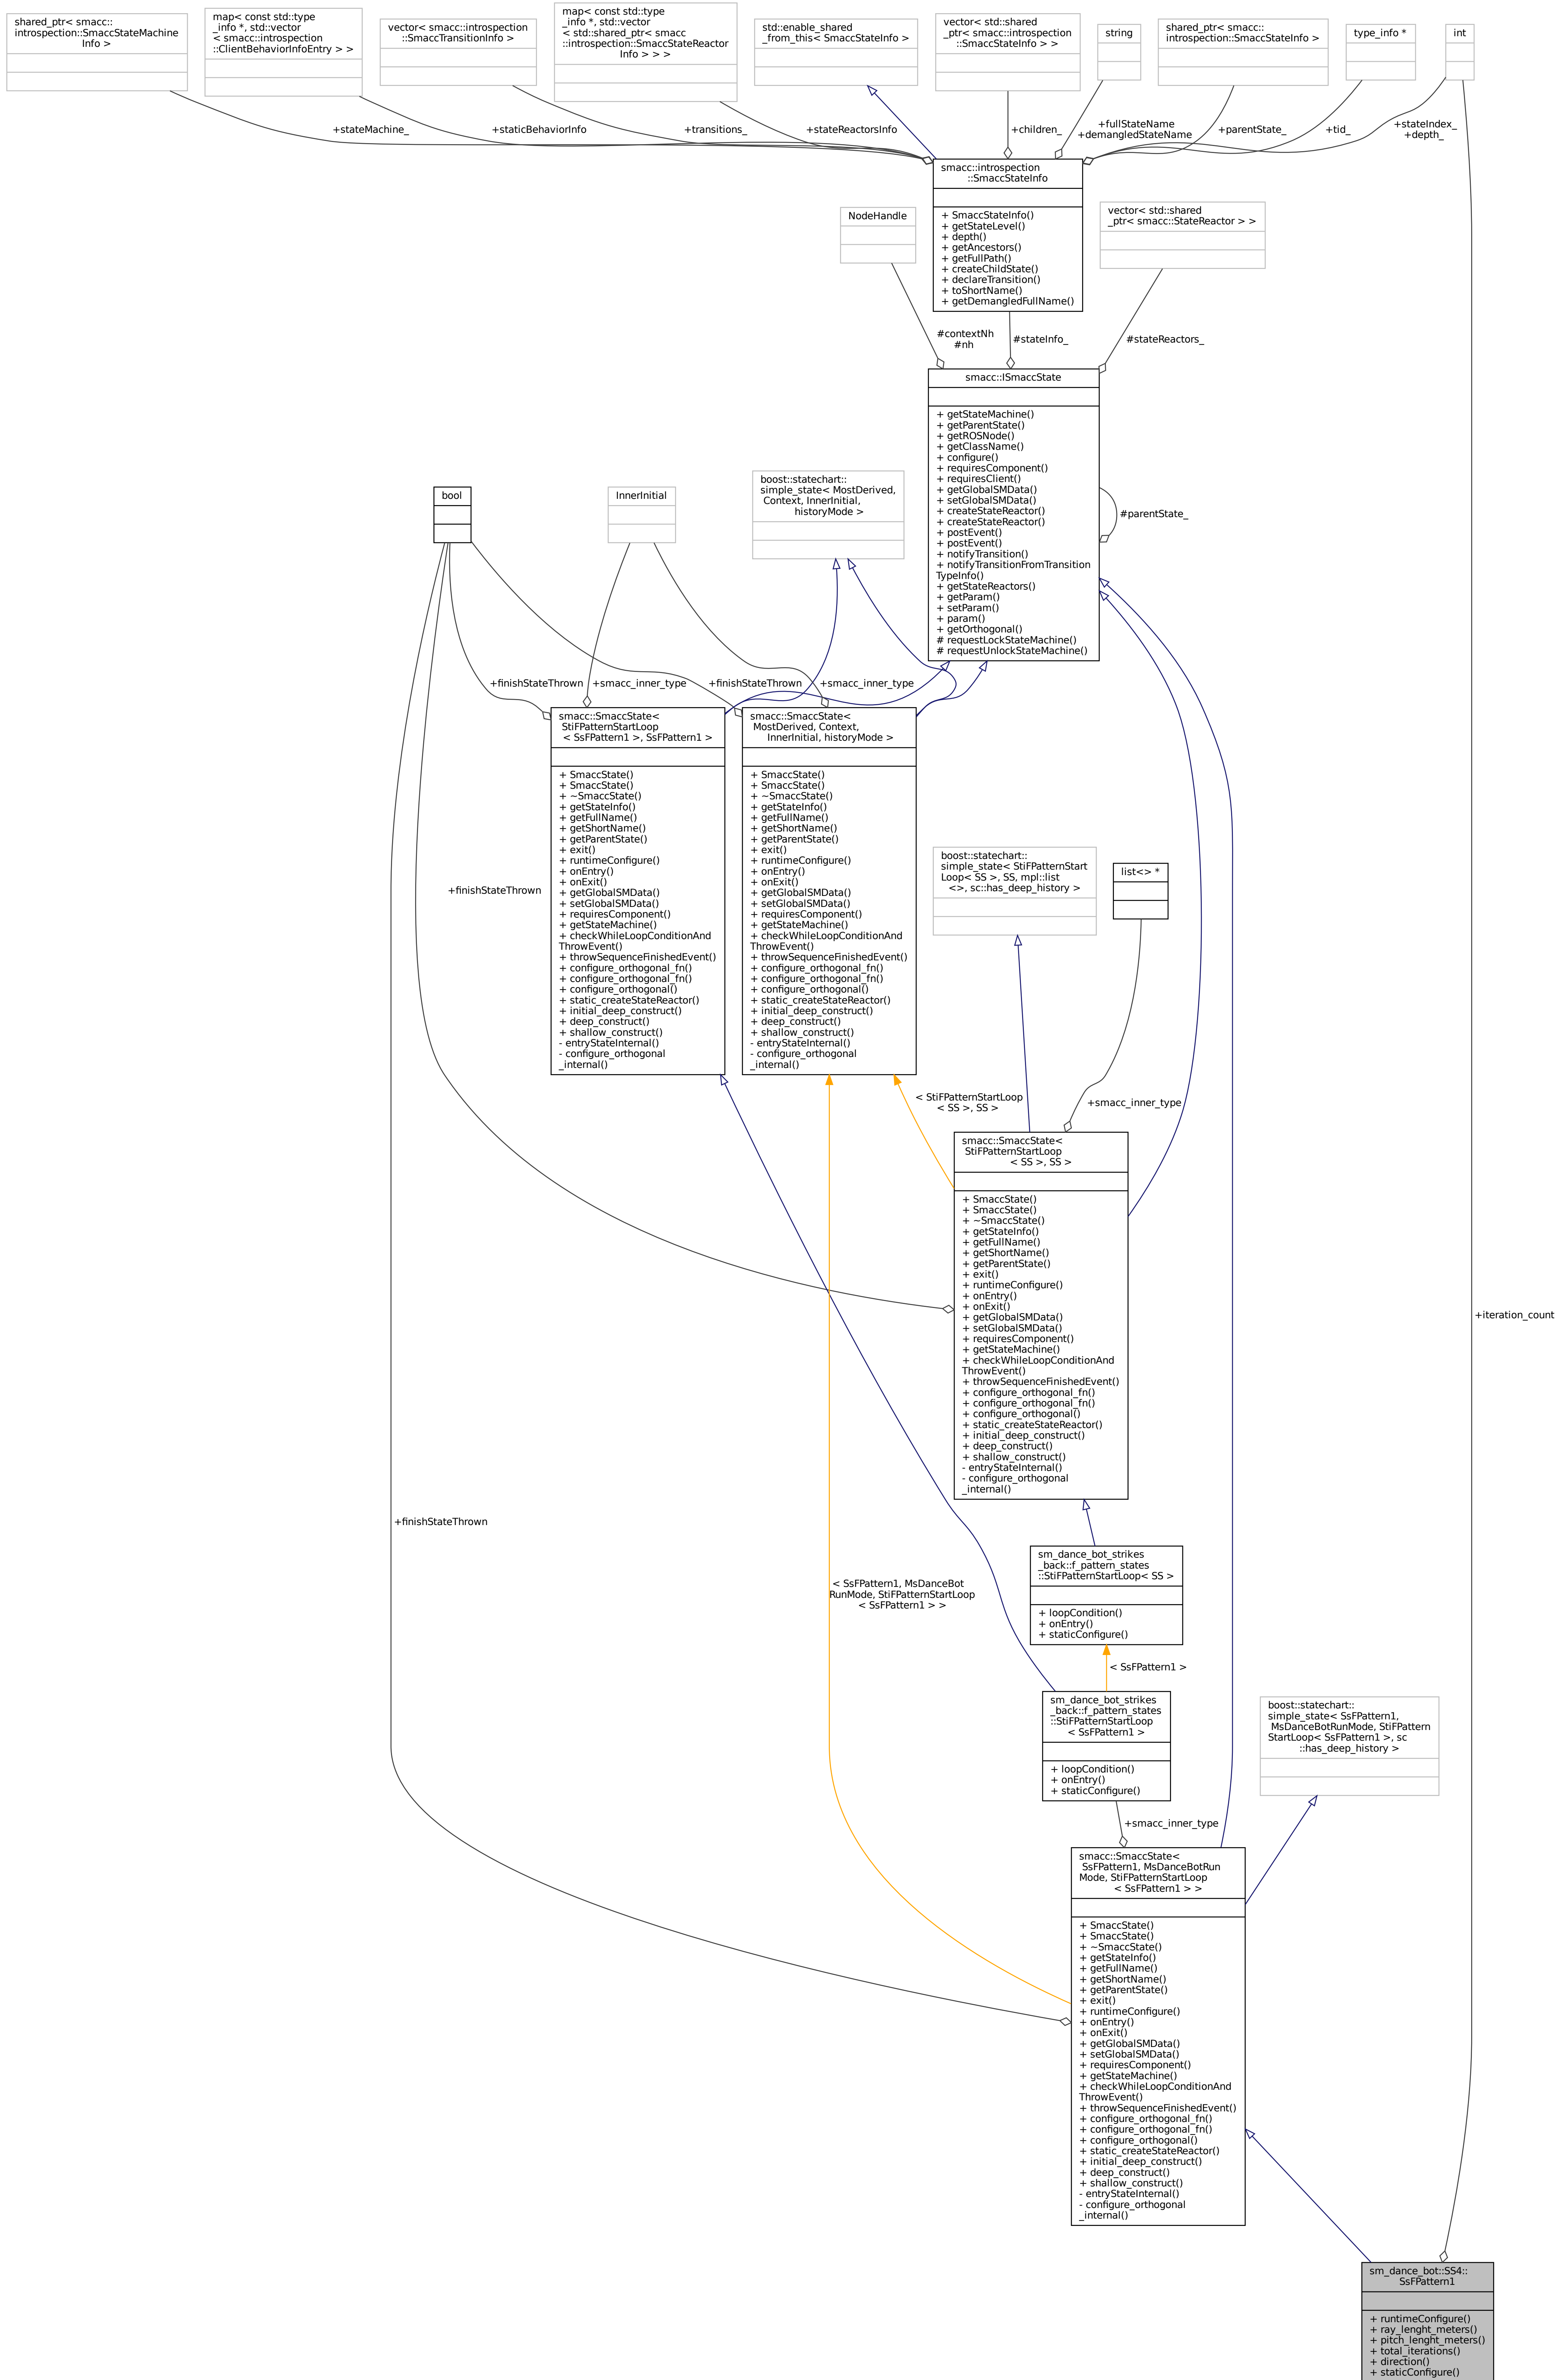 shared_ptr< smacc::
introspection::SmaccStateMachine
Info >
map< const std::type
_info *, std::vector
< smacc::introspection
::ClientBehaviorInfoEntry > >
vector< smacc::introspection
::SmaccTransitionInfo >
map< const std::type
_info *, std::vector
< std::shared_ptr< smacc
::introspection::SmaccStateReactor
Info > > >
std::enable_shared
_from_this< SmaccStateInfo >
vector< std::shared
_ptr< smacc::introspection
::SmaccStateInfo > >
string
shared_ptr< smacc::
introspection::SmaccStateInfo >
type_info *
int
+stateMachine_
+staticBehaviorInfo
+transitions_
+stateReactorsInfo
+children_
+fullStateName
+demangledStateName
+parentState_
+tid_
+stateIndex_
+depth_
smacc::introspection
::SmaccStateInfo
+ SmaccStateInfo()
+ getStateLevel()
+ depth()
+ getAncestors()
+ getFullPath()
+ createChildState()
+ declareTransition()
+ toShortName()
+ getDemangledFullName()
NodeHandle
vector< std::shared
_ptr< smacc::StateReactor > >
#contextNh
#nh
#stateInfo_
#stateReactors_
smacc::ISmaccState
+ getStateMachine()
+ getParentState()
+ getROSNode()
+ getClassName()
+ configure()
+ requiresComponent()
+ requiresClient()
+ getGlobalSMData()
+ setGlobalSMData()
+ createStateReactor()
+ createStateReactor()
+ postEvent()
+ postEvent()
+ notifyTransition()
+ notifyTransitionFromTransition
TypeInfo()
+ getStateReactors()
+ getParam()
+ setParam()
+ param()
+ getOrthogonal()
# requestLockStateMachine()
# requestUnlockStateMachine()
#parentState_
bool
InnerInitial
boost::statechart::
simple_state< MostDerived,
Context, InnerInitial,
historyMode >
+finishStateThrown
+smacc_inner_type
+finishStateThrown
+smacc_inner_type
smacc::SmaccState<
StiFPatternStartLoop
< SsFPattern1 >, SsFPattern1 >
+ SmaccState()
+ SmaccState()
+ ~SmaccState()
+ getStateInfo()
+ getFullName()
+ getShortName()
+ getParentState()
+ exit()
+ runtimeConfigure()
+ onEntry()
+ onExit()
+ getGlobalSMData()
+ setGlobalSMData()
+ requiresComponent()
+ getStateMachine()
+ checkWhileLoopConditionAnd
ThrowEvent()
+ throwSequenceFinishedEvent()
+ configure_orthogonal_fn()
+ configure_orthogonal_fn()
+ configure_orthogonal()
+ static_createStateReactor()
+ initial_deep_construct()
+ deep_construct()
+ shallow_construct()
- entryStateInternal()
- configure_orthogonal
_internal()
smacc::SmaccState<
MostDerived, Context,
InnerInitial, historyMode >
+ SmaccState()
+ SmaccState()
+ ~SmaccState()
+ getStateInfo()
+ getFullName()
+ getShortName()
+ getParentState()
+ exit()
+ runtimeConfigure()
+ onEntry()
+ onExit()
+ getGlobalSMData()
+ setGlobalSMData()
+ requiresComponent()
+ getStateMachine()
+ checkWhileLoopConditionAnd
ThrowEvent()
+ throwSequenceFinishedEvent()
+ configure_orthogonal_fn()
+ configure_orthogonal_fn()
+ configure_orthogonal()
+ static_createStateReactor()
+ initial_deep_construct()
+ deep_construct()
+ shallow_construct()
- entryStateInternal()
- configure_orthogonal
_internal()
boost::statechart::
simple_state< StiFPatternStart
Loop< SS >, SS, mpl::list
<>, sc::has_deep_history >
list<> *
+finishStateThrown
< StiFPatternStartLoop
< SS >, SS >
+smacc_inner_type
smacc::SmaccState<
StiFPatternStartLoop
< SS >, SS >
+ SmaccState()
+ SmaccState()
+ ~SmaccState()
+ getStateInfo()
+ getFullName()
+ getShortName()
+ getParentState()
+ exit()
+ runtimeConfigure()
+ onEntry()
+ onExit()
+ getGlobalSMData()
+ setGlobalSMData()
+ requiresComponent()
+ getStateMachine()
+ checkWhileLoopConditionAnd
ThrowEvent()
+ throwSequenceFinishedEvent()
+ configure_orthogonal_fn()
+ configure_orthogonal_fn()
+ configure_orthogonal()
+ static_createStateReactor()
+ initial_deep_construct()
+ deep_construct()
+ shallow_construct()
- entryStateInternal()
- configure_orthogonal
_internal()
+iteration_count
+finishStateThrown
sm_dance_bot_strikes
_back::f_pattern_states
::StiFPatternStartLoop< SS >
+ loopCondition()
+ onEntry()
+ staticConfigure()
< SsFPattern1, MsDanceBot
RunMode, StiFPatternStartLoop
< SsFPattern1 > >
< SsFPattern1 >
sm_dance_bot_strikes
_back::f_pattern_states
::StiFPatternStartLoop
< SsFPattern1 >
+ loopCondition()
+ onEntry()
+ staticConfigure()
boost::statechart::
simple_state< SsFPattern1,
MsDanceBotRunMode, StiFPattern
StartLoop< SsFPattern1 >, sc
::has_deep_history >
+smacc_inner_type
smacc::SmaccState<
SsFPattern1, MsDanceBotRun
Mode, StiFPatternStartLoop
< SsFPattern1 > >
+ SmaccState()
+ SmaccState()
+ ~SmaccState()
+ getStateInfo()
+ getFullName()
+ getShortName()
+ getParentState()
+ exit()
+ runtimeConfigure()
+ onEntry()
+ onExit()
+ getGlobalSMData()
+ setGlobalSMData()
+ requiresComponent()
+ getStateMachine()
+ checkWhileLoopConditionAnd
ThrowEvent()
+ throwSequenceFinishedEvent()
+ configure_orthogonal_fn()
+ configure_orthogonal_fn()
+ configure_orthogonal()
+ static_createStateReactor()
+ initial_deep_construct()
+ deep_construct()
+ shallow_construct()
- entryStateInternal()
- configure_orthogonal
_internal()
sm_dance_bot::SS4::
SsFPattern1
+ runtimeConfigure()
+ ray_lenght_meters()
+ pitch_lenght_meters()
+ total_iterations()
+ direction()
+ staticConfigure()